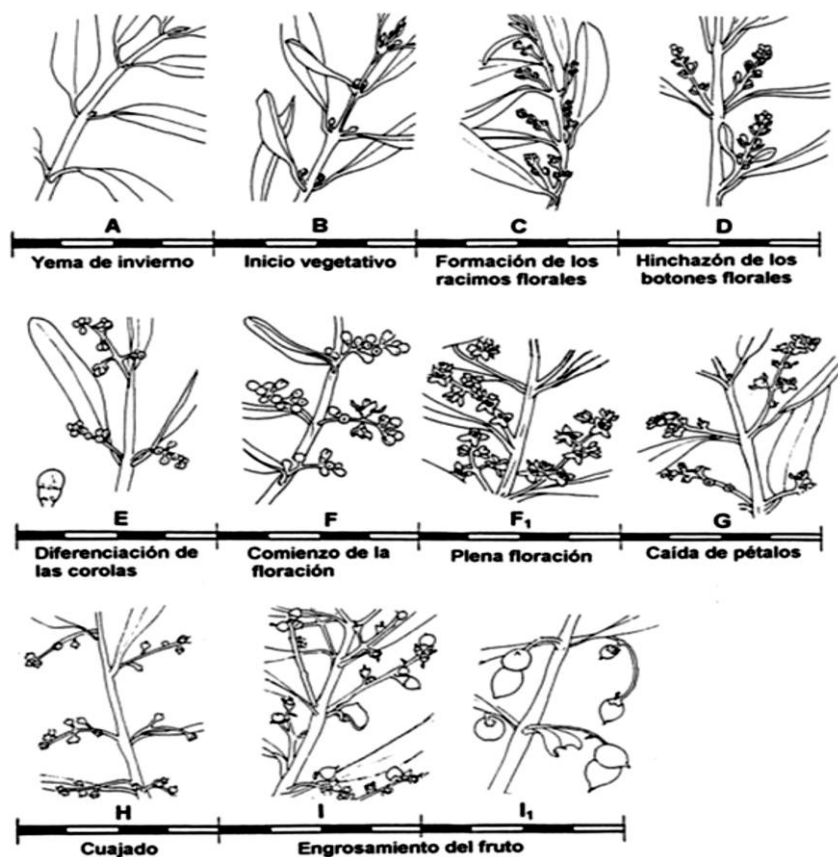 A B C D
Yema de invierno Inicio vegetativo Formación de los racimos florales Hinchazón de los botones florales
E F F₁ G
Diferenciación de las corolas Comienzo de la floración Plena floración Caída de pétalos
H I I₁
Cuajado Engrosamiento del fruto